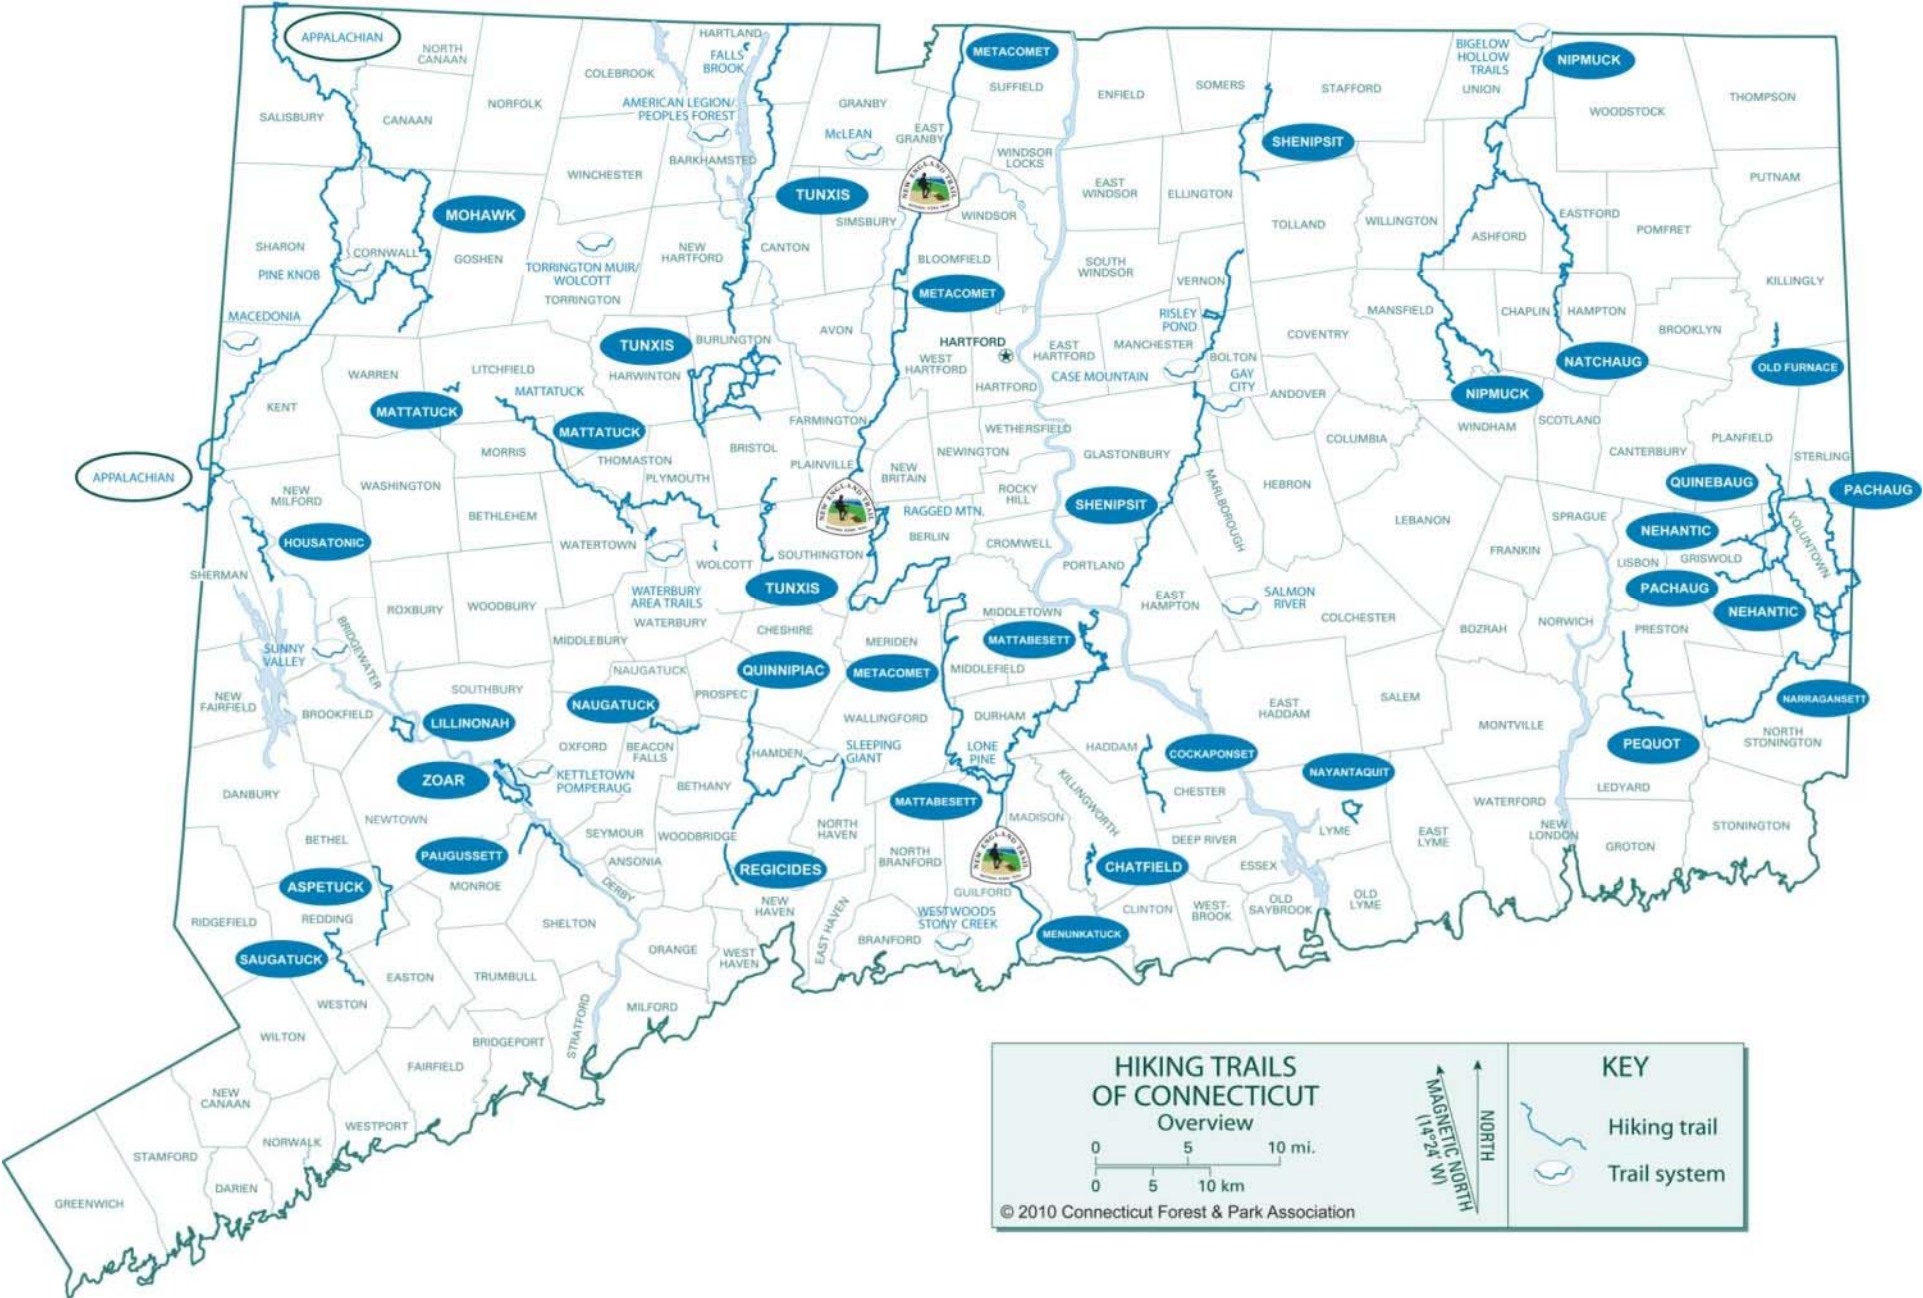 APPALACHIAN
NORTH
CANAAN
HARTLAND
FALLS
BROOK
COLEBROOK
METACOMET
BIGELOW
HOLLOW
TRAILS
NIPMUCK
SALISBURY
CANAAN
NORFOLK
AMERICAN LEGION/
PEOPLES FOREST
GRANBY
SUFFIELD
ENFIELD
SOMERS
STAFFORD
UNION
WOODSTOCK
THOMPSON
McLEAN
EAST
GRANBY
WINDSOR
LOCKS
SHENIPSIT
BARKHAMSTED
WINCHESTER
TUNXIS
NEW ENGLAND TRAIL
EAST
WINDSOR
ELLINGTON
PUTNAM
MOHAWK
SIMSBURY
WINDSOR
TOLLAND
WILLINGTON
EASTFORD
ASHFORD
POMFRET
SHARON
CORNWALL
GOSHEN
PINE KNOB
TORRINGTON MUIR/
WOLCOTT
TORRINGTON
NEW
HARTFORD
CANTON
BLOOMFIELD
SOUTH
WINDSOR
VERNON
KILLINGLY
METACOMET
MACEDONIA
TUNXIS
BURLINGTON
AVON
HARTFORD
RISLEY
POND
MANCHESTER
COVENTRY
MANSFIELD
CHAPLIN
HAMPTON
BROOKLYN
WARREN
LITCHFIELD
HARWINTON
WEST
HARTFORD
EAST
HARTFORD
CASE MOUNTAIN
BOLTON
GAY
CITY
NATCHAUG
OLD FURNACE
KENT
MATTATUCK
MATTATUCK
MATTATUCK
HARTFORD
ANDOVER
NIPMUCK
FARMINGTON
WETHERSFIELD
WINDHAM
SCOTLAND
APPALACHIAN
MORRIS
THOMASTON
BRISTOL
PLAINVILLE
NEW
BRITAIN
NEWINGTON
GLASTONBURY
COLUMBIA
CANTERBURY
PLANFIELD
STERLING
NEW
MILFORD
WASHINGTON
PLYMOUTH
ROCKY
HILL
MARLBOROUGH
HEBRON
QUINEBAUG
PACHAUG
BETHLEHEM
NEW ENGLAND TRAIL
RAGGED MTN.
SHENIPSIT
LEBANON
SPRAGUE
NEHANTIC
VOLUNTOWN
HOUSATONIC
WATERTOWN
WOLCOTT
SOUTHINGTON
BERLIN
CROMWELL
PORTLAND
FRANKIN
LISBON
GRISWOLD
SHERMAN
ROXBURY
WOODBURY
WATERBURY
AREA TRAILS
WATERBURY
TUNXIS
EAST
HAMPTON
SALMON
RIVER
COLCHESTER
PACHAUG
NEHANTIC
SUNNY
VALLEY
BRIDGEWATER
MIDDLEBURY
CHESHIRE
MERIDEN
MIDDLETOWN
MATTABESETT
BOZRAH
NORWICH
PRESTON
NAUGATUCK
QUINNIPIAC
METACOMET
MIDDLEFIELD
NEW
FAIRFIELD
BROOKFIELD
SOUTHBURY
NAUGATUCK
PROSPEC
LILLINONAH
WALLINGFORD
DURHAM
EAST
HADDAM
SALEM
MONTVILLE
NARRAGANSETT
OXFORD
BEACON
FALLS
HAMDEN
SLEEPING
GIANT
LONE
PINE
HADDAM
COCKAPONSET
NAYANTAQUIT
PEQUOT
NORTH
STONINGTON
ZOAR
KETTLETOWN
POMPERAUG
BETHANY
MATTABESETT
KILLINGWORTH
CHESTER
LEDYARD
DANBURY
NEWTOWN
BETHEL
SEYMOUR
WOODBRIDGE
NORTH
HAVEN
MADISON
DEEP RIVER
LYME
EAST
LYME
WATERFORD
NEW
LONDON
GROTON
STONINGTON
PAUGUSSETT
ANSONIA
REGICIDES
NORTH
BRANFORD
NEW ENGLAND TRAIL
CHATFIELD
ESSEX
ASPETUCK
MONROE
DERBY
GUILFORD
RIDGEFIELD
REDDING
SHELTON
NEW
HAVEN
EAST HAVEN
WESTWOODS
STONY CREEK
CLINTON
WEST-
BROOK
OLD
SAYBROOK
OLD
LYME
SAUGATUCK
ORANGE
WEST
HAVEN
BRANFORD
MENUNKATUCK
EASTON
TRUMBULL
WESTON
STRATFORD
MILFORD
WILTON
BRIDGEPORT
FAIRFIELD
NEW
CANAAN
WESTPORT
NORWALK
STAMFORD
DARIEN
GREENWICH
HIKING TRAILS
OF CONNECTICUT
Overview
0 5 10 mi.
0 5 10 km
© 2010 Connecticut Forest & Park Association
MAGNETIC NORTH
(14°24' W)
NORTH
KEY
Hiking trail
Trail system